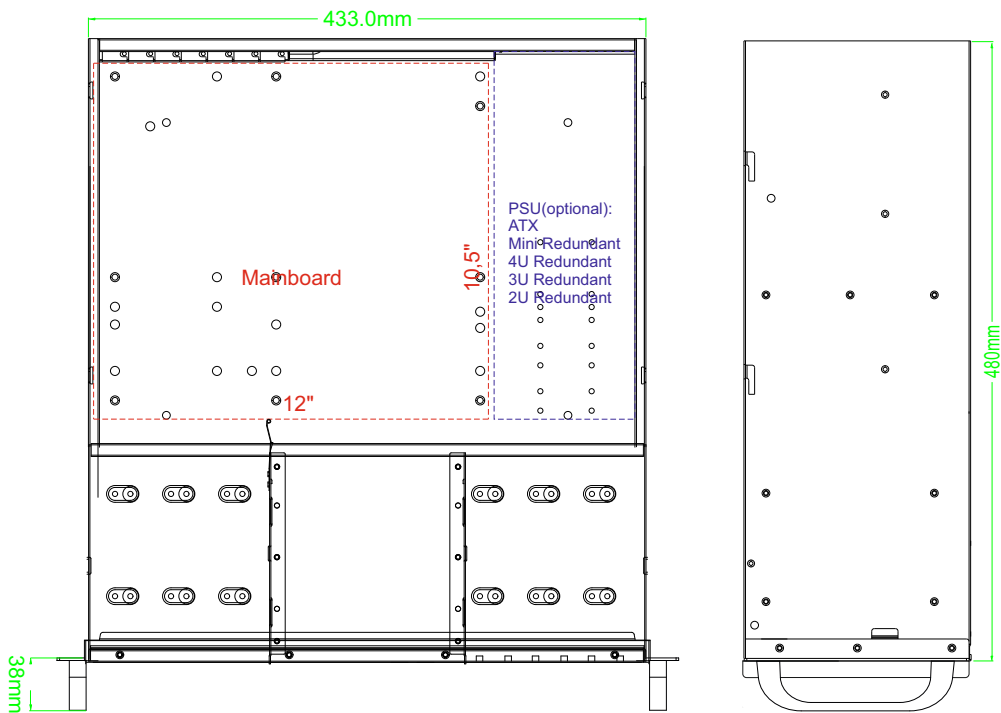 433.0mm
PSU(optional):
ATX
Mini Redundant
4U Redundant
3U Redundant
2U Redundant
Mainboard
10,5"
12"
480mm
38mm